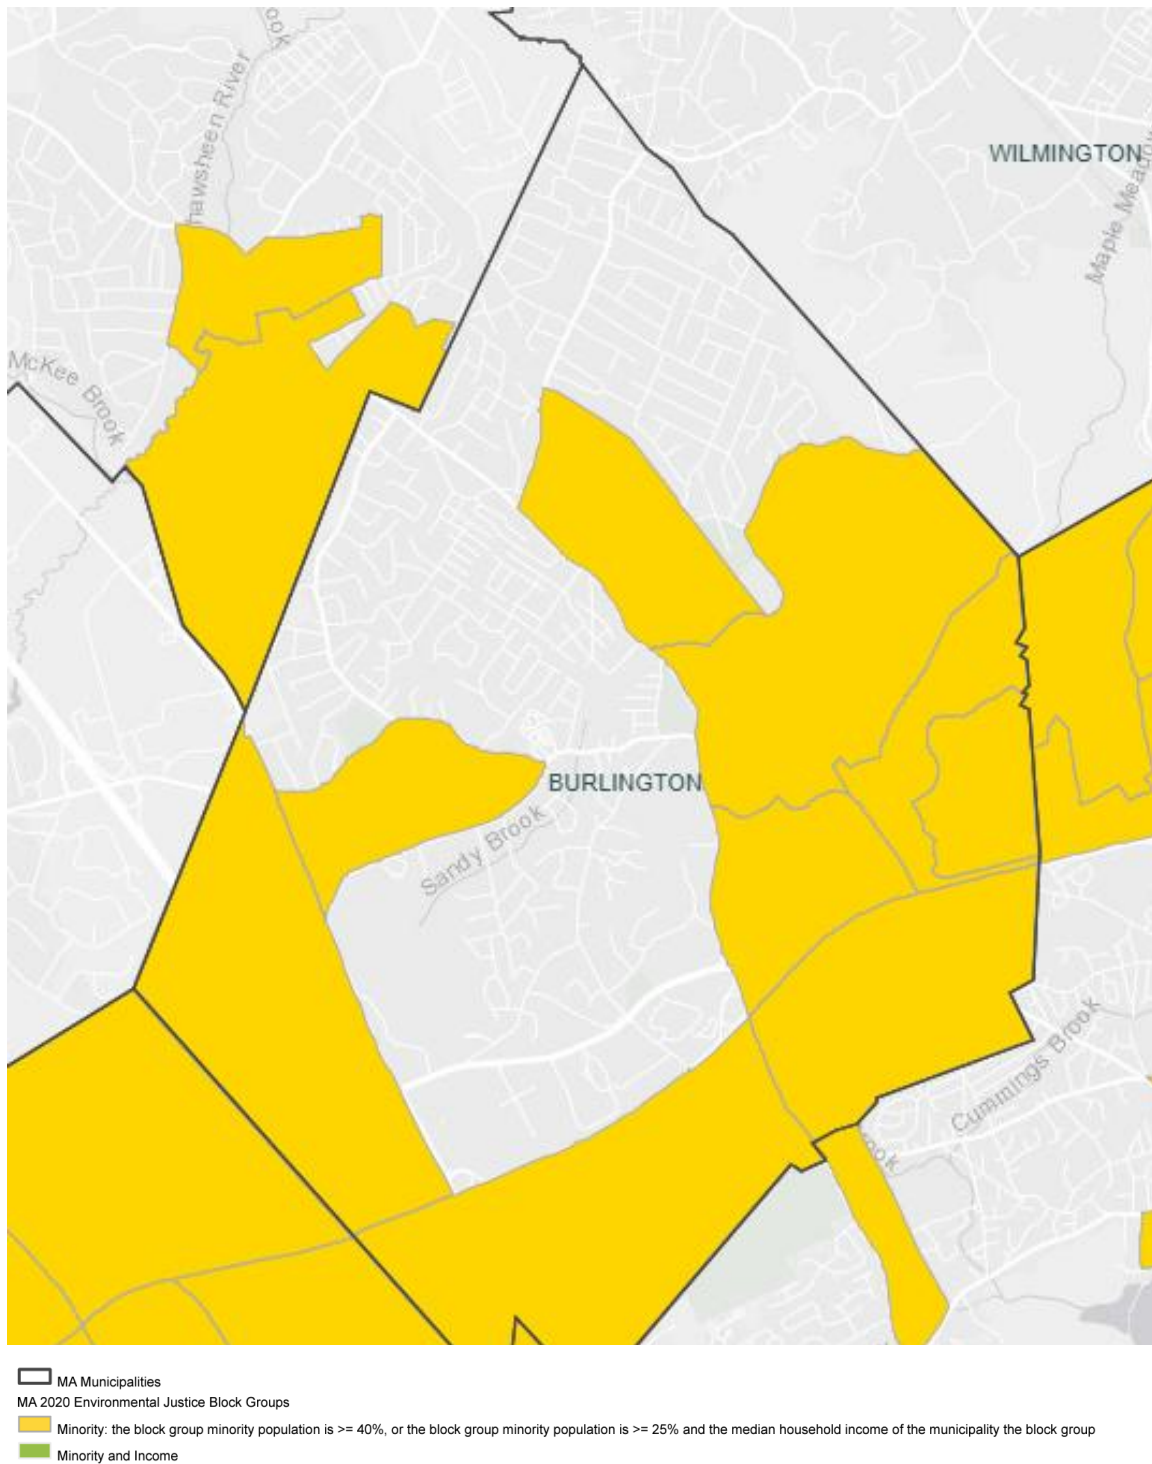 ook
hawsheen River
WILMINGTON
Maple Meadow
McKee Brook
BURLINGTON
Sandy Brook
Cummings Brook
ook
MA Municipalities
MA 2020 Environmental Justice Block Groups
Minority: the block group minority population is >= 40%, or the block group minority population is >= 25% and the median household income of the municipality the block group
Minority and Income